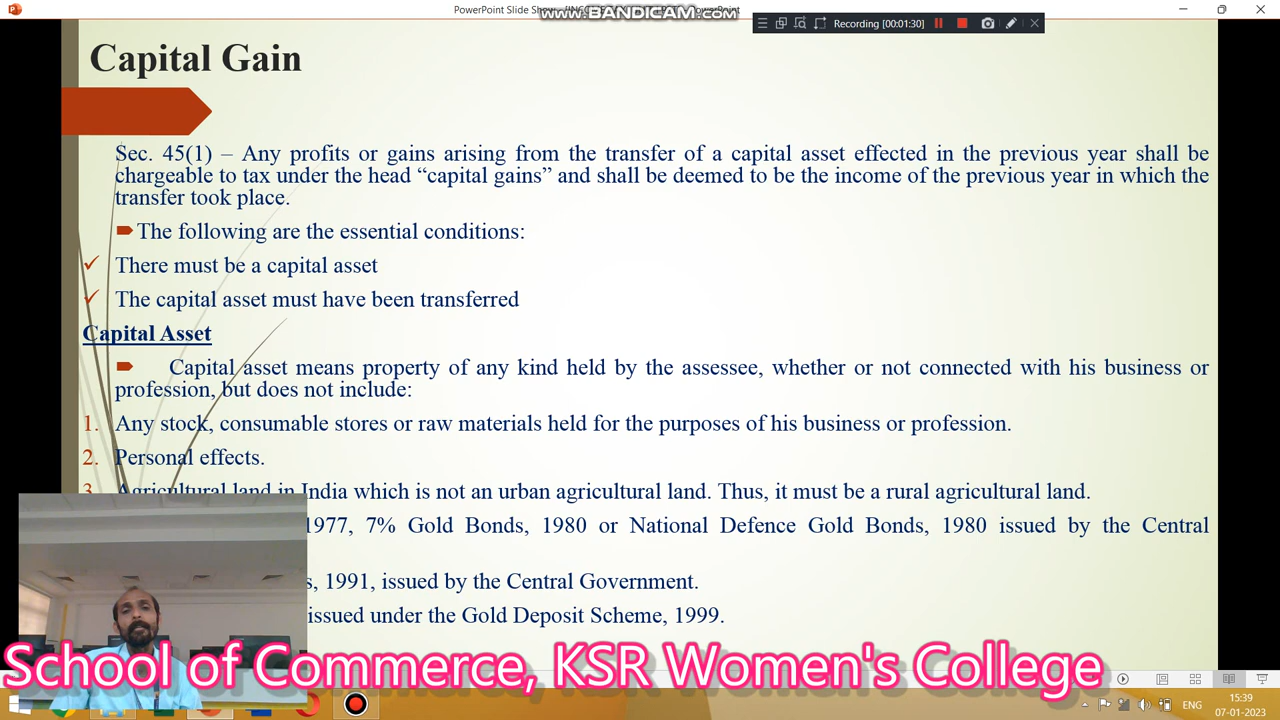 PowerPoint Slide Show
www.BANDICAM.com
Recording [00:01:30]
Capital Gain
Sec. 45(1) – Any profits or gains arising from the transfer of a capital asset effected in the previous year shall be
chargeable to tax under the head “capital gains” and shall be deemed to be the income of the previous year in which the
transfer took place.
The following are the essential conditions:
There must be a capital asset
The capital asset must have been transferred
Capital Asset
Capital asset means property of any kind held by the assessee, whether or not connected with his business or
profession, but does not include:
1. Any stock, consumable stores or raw materials held for the purposes of his business or profession.
2. Personal effects.
3. Agricultural land in India which is not an urban agricultural land. Thus, it must be a rural agricultural land.
1977, 7% Gold Bonds, 1980 or National Defence Gold Bonds, 1980 issued by the Central
, 1991, issued by the Central Government.
issued under the Gold Deposit Scheme, 1999.
School of Commerce, KSR Women's College
ENG
15:39
07-01-2023